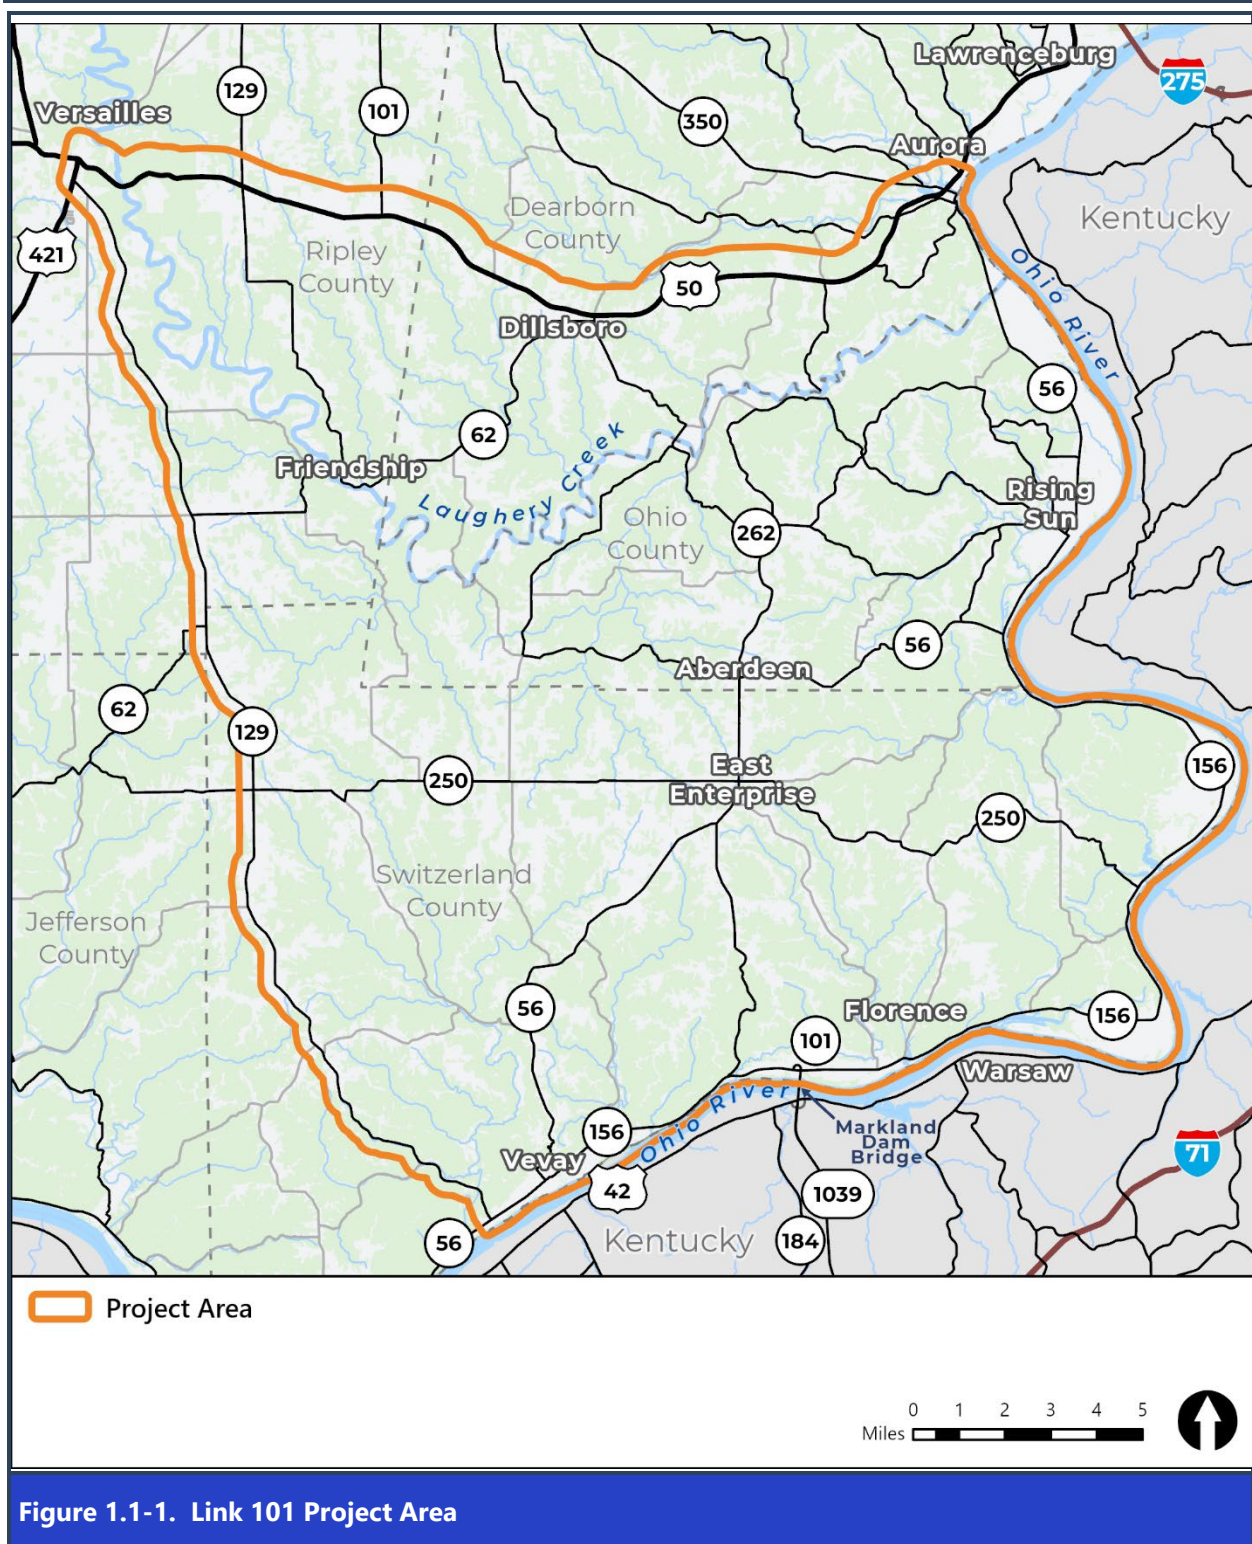 Lawrenceburg
275
129
101
Versailles
350
Aurora
Dearborn
County
Kentucky
421
Ripley
County
50
Ohio River
Dillsboro
56
62
Friendship
Laughery Creek
Rising
Sun
Ohio
County
262
56
Aberdeen
62
129
East
Enterprise
156
250
250
Switzerland
County
Jefferson
County
56
Florence
156
101
Warsaw
Ohio River
Markland
Dam
Bridge
156
Vevay
71
42
1039
56
Kentucky
184
Project Area
0 1 2 3 4 5
Miles
Figure 1.1-1. Link 101 Project Area